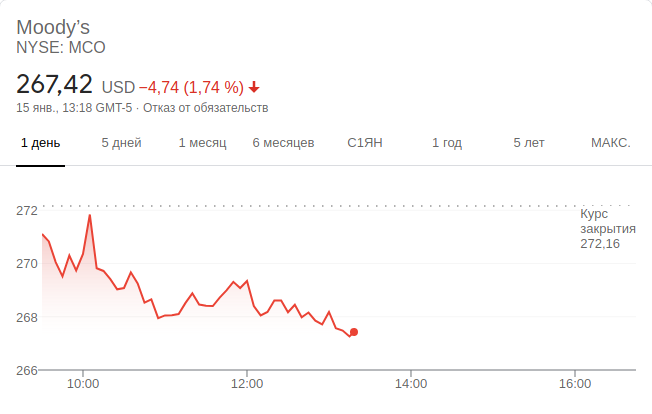 Moody’s
NYSE: MCO
267,42 USD −4,74 (1,74 %)
15 янв., 13:18 GMT-5 · Отказ от обязательств
1 день 5 дней 1 месяц 6 месяцев С1ЯН 1 год 5 лет МАКС.
272
Курс
закрытия
272,16
270
268
266
10:00 12:00 14:00 16:00